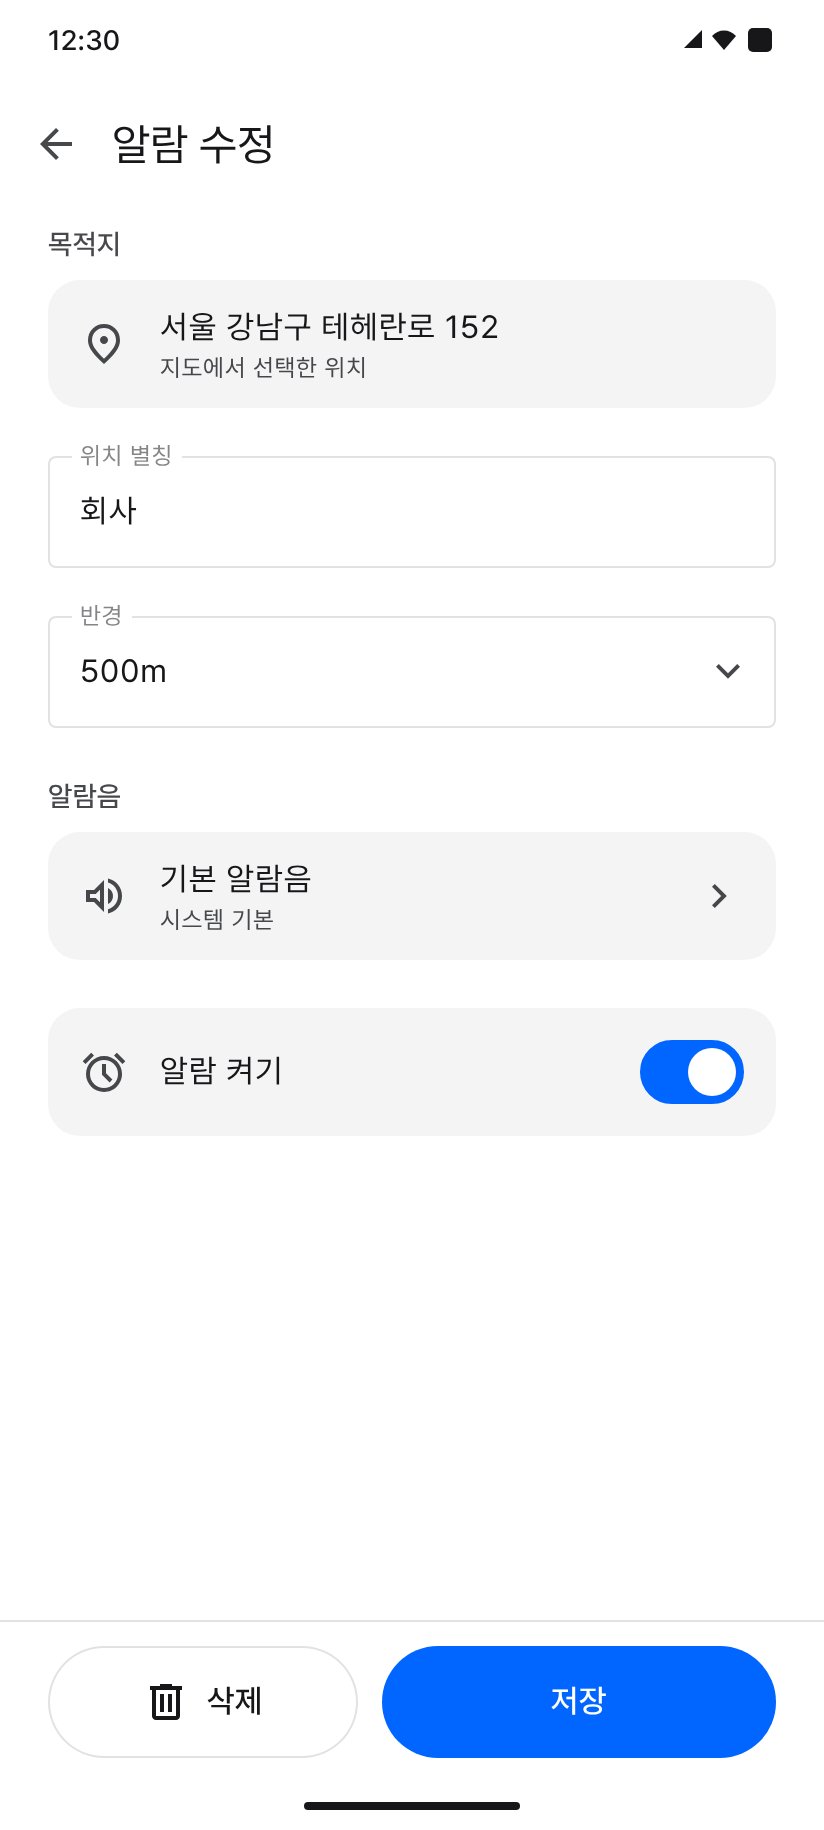 12:30
알람 수정
목적지
서울 강남구 테헤란로 152
지도에서 선택한 위치
위치 별칭
회사
반경
500m
알람음
기본 알람음
시스템 기본
알람 켜기
삭제
저장